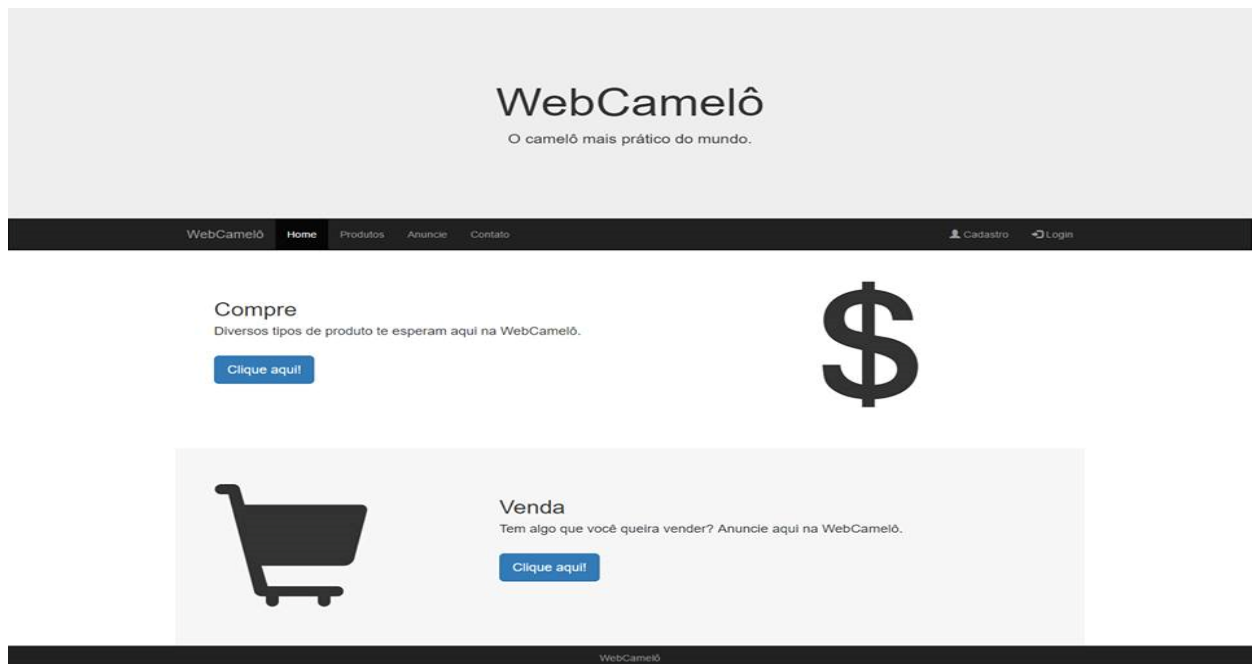 WebCamelô
O camelô mais prático do mundo.
WebCamelô Home Produtos Anuncie Contato Cadastro Login
Compre
Diversos tipos de produto te esperam aqui na WebCamelô.
Clique aqui!
$
Venda
Tem algo que você queira vender? Anuncie aqui na WebCamelô.
Clique aqui!
WebCamelô